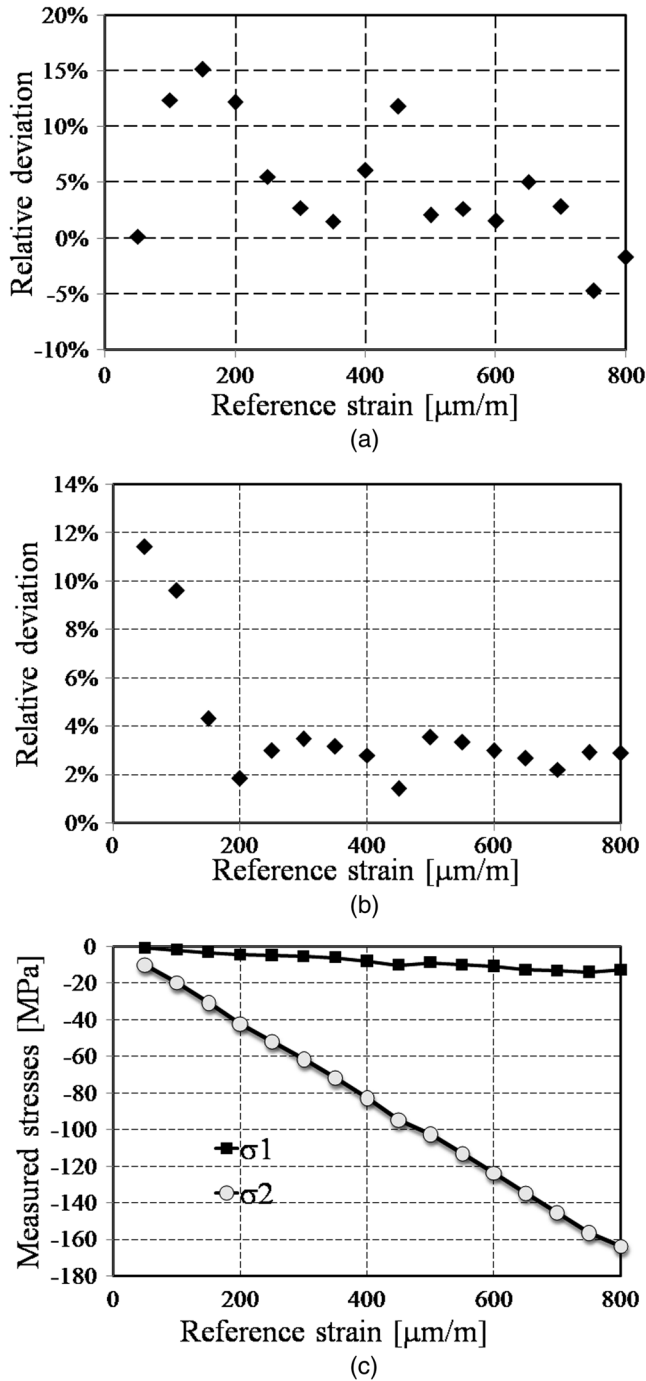 20%
15%
10%
5%
0%
-5%
-10%
Relative deviation
0 200 400 600 800
Reference strain [μm/m]
(a)
14%
12%
10%
8%
6%
4%
2%
0%
Relative deviation
0 200 400 600 800
Reference strain [μm/m]
(b)
0
-20
-40
-60
-80
-100
-120
-140
-160
-180
Measured stresses [MPa]
σ1
σ2
0 200 400 600 800
Reference strain [μm/m]
(c)